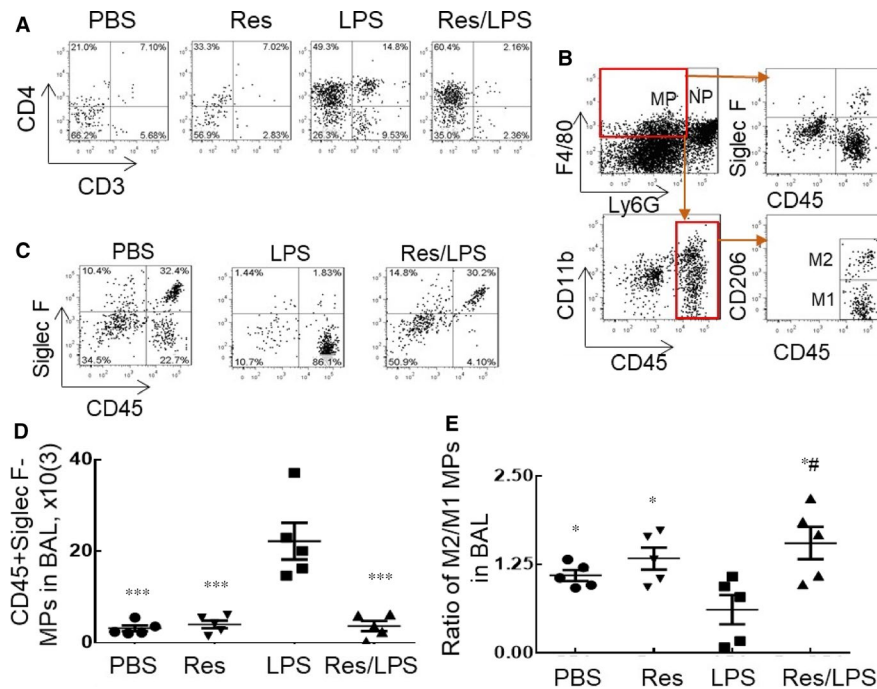 A
PBS Res LPS Res/LPS
21.0% 7.10% 33.3% 7.02% 49.3% 14.8% 60.4% 2.16%
CD4
66.2% 5.68% 56.9% 2.83% 26.3% 9.53% 35.0% 2.36%
CD3
B
MP NP
F4/80
Ly6G
Siglec F
CD45
CD11b
CD45
CD206
M2
M1
CD45
C
PBS LPS Res/LPS
10.4% 32.4% 1.44% 1.83% 14.8% 30.2%
Siglec F
34.5% 22.7% 10.7% 86.1% 50.9% 4.10%
CD45
D
CD45+Siglec F-
MPs in BAL, x10(3)
40
20
0
*** *** ***
PBS Res LPS Res/LPS
E
Ratio of M2/M1 MPs
in BAL
2.50
1.25
0.00
* * *#
PBS Res LPS Res/LPS